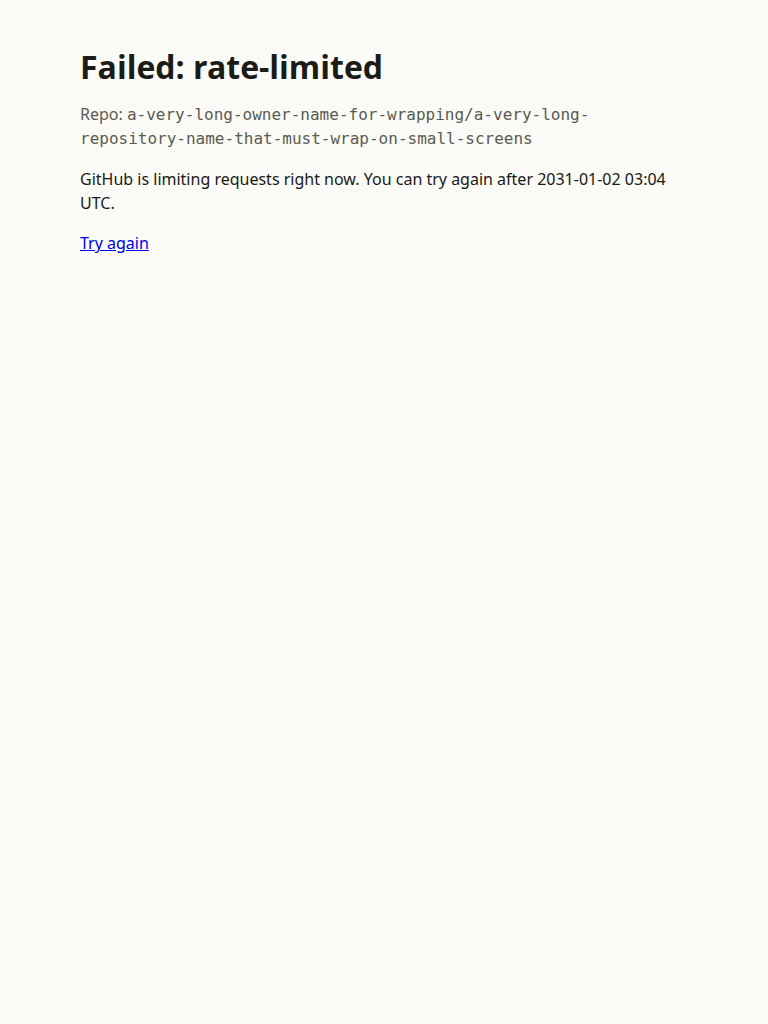 Failed: rate-limited
Repo: a-very-long-owner-name-for-wrapping/a-very-long-
repository-name-that-must-wrap-on-small-screens
GitHub is limiting requests right now. You can try again after 2031-01-02 03:04
UTC.
Try again